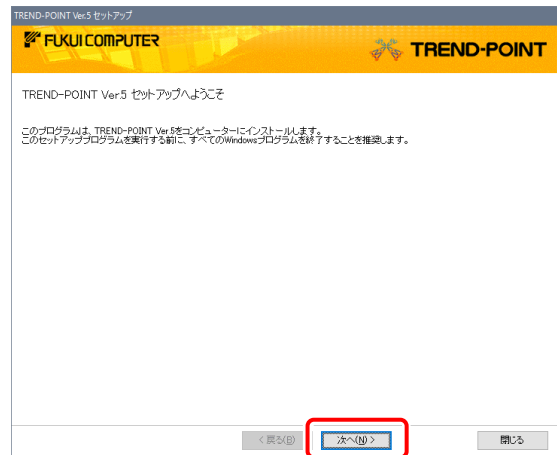 TREND-POINT Ver.5 セットアップ
FUKUI COMPUTER
TREND-POINT
TREND-POINT Ver.5 セットアップへようこそ
このプログラムは、TREND-POINT Ver.5をコンピューターにインストールします。
このセットアッププログラムを実行する前に、すべてのWindowsプログラムを終了することを推奨します。
< 戻る(B)
次へ(N) >
閉じる